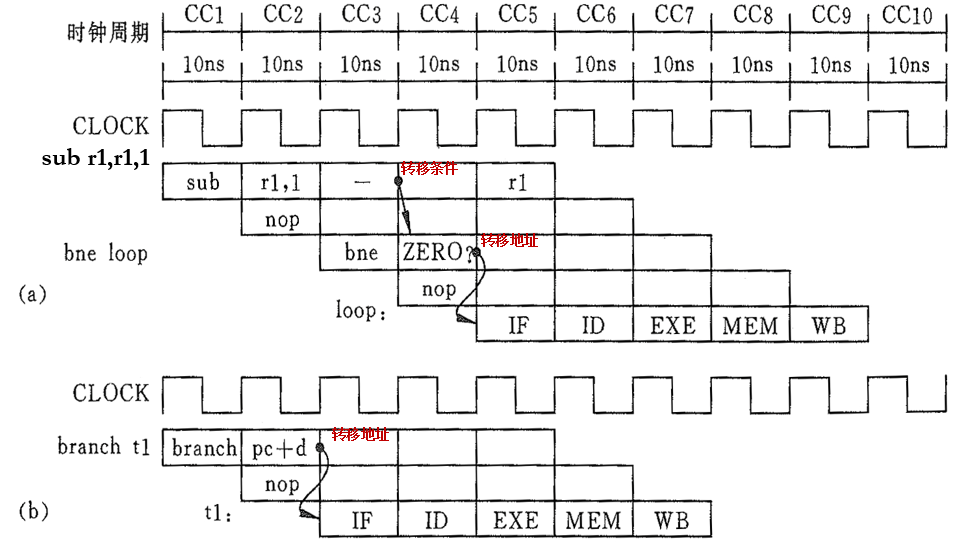 时钟周期 CC1 CC2 CC3 CC4 CC5 CC6 CC7 CC8 CC9 CC10
10ns 10ns 10ns 10ns 10ns 10ns 10ns 10ns 10ns 10ns
CLOCK
sub r1,r1,1
sub r1,1 — 转移条件 r1
nop
bne loop bne ZERO? 转移地址
(a) nop
loop: IF ID EXE MEM WB
CLOCK
branch t1 branch pc+d 转移地址
nop
(b) t1: IF ID EXE MEM WB